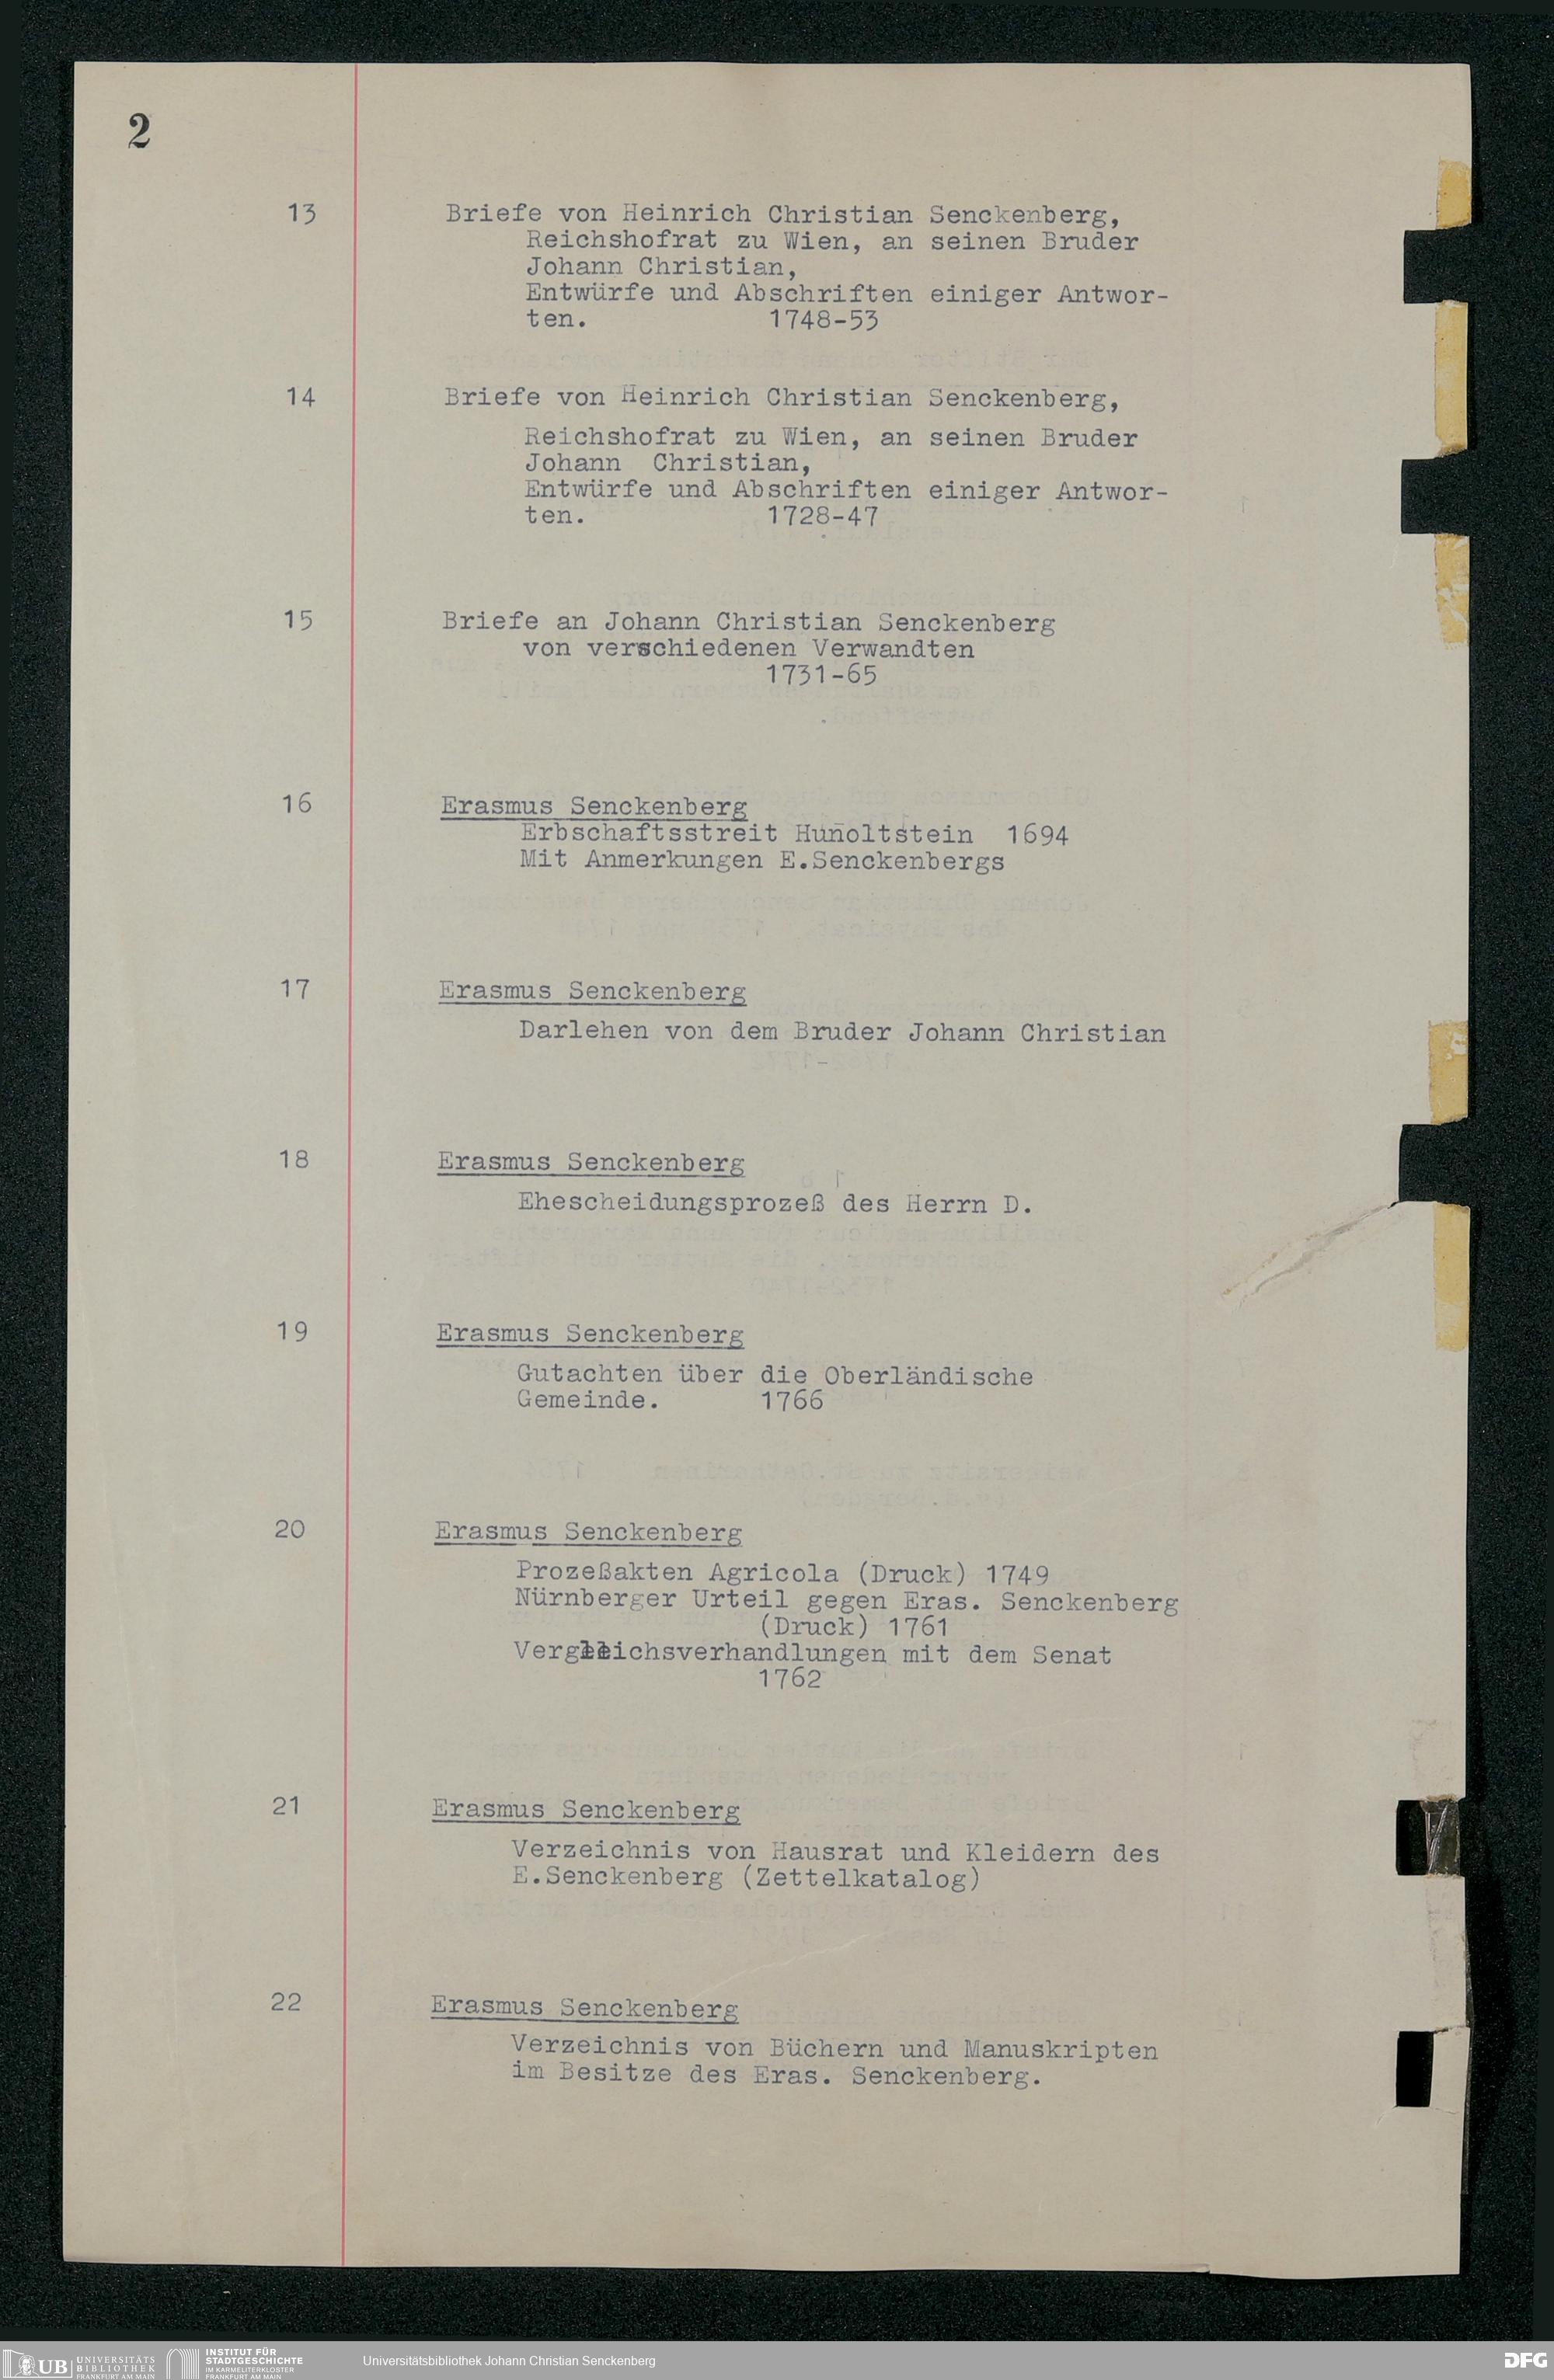 2
13 Briefe von Heinrich Christian Senckenberg,
Reichshofrat zu Wien, an seinen Bruder
Johann Christian,
Entwürfe und Abschriften einiger Antwor-
ten. 1748-53
14 Briefe von Heinrich Christian Senckenberg,
Reichshofrat zu Wien, an seinen Bruder
Johann Christian,
Entwürfe und Abschriften einiger Antwor-
ten. 1728-47
15 Briefe an Johann Christian Senckenberg
von verschiedenen Verwandten
1731-65
16 Erasmus Senckenberg
Erbschaftsstreit Hunoltstein 1694
Mit Anmerkungen E.Senckenbergs
17 Erasmus Senckenberg
Darlehen von dem Bruder Johann Christian
18 Erasmus Senckenberg
Ehescheidungsprozeß des Herrn D.
19 Erasmus Senckenberg
Gutachten über die Oberländische
Gemeinde. 1766
20 Erasmus Senckenberg
Prozeßakten Agricola (Druck) 1749
Nürnberger Urteil gegen Eras. Senckenberg
(Druck) 1761
Vergleichsverhandlungen mit dem Senat
1762
21 Erasmus Senckenberg
Verzeichnis von Hausrat und Kleidern des
E.Senckenberg (Zettelkatalog)
22 Erasmus Senckenberg
Verzeichnis von Büchern und Manuskripten
im Besitze des Eras. Senckenberg.
UB UNIVERSITÄTS
BIBLIOTHEK
FRANKFURT AM MAIN
INSTITUT FÜR
STADTGESCHICHTE
IM KARMELITERKLOSTER
FRANKFURT AM MAIN
Universitätsbibliothek Johann Christian Senckenberg
DFG